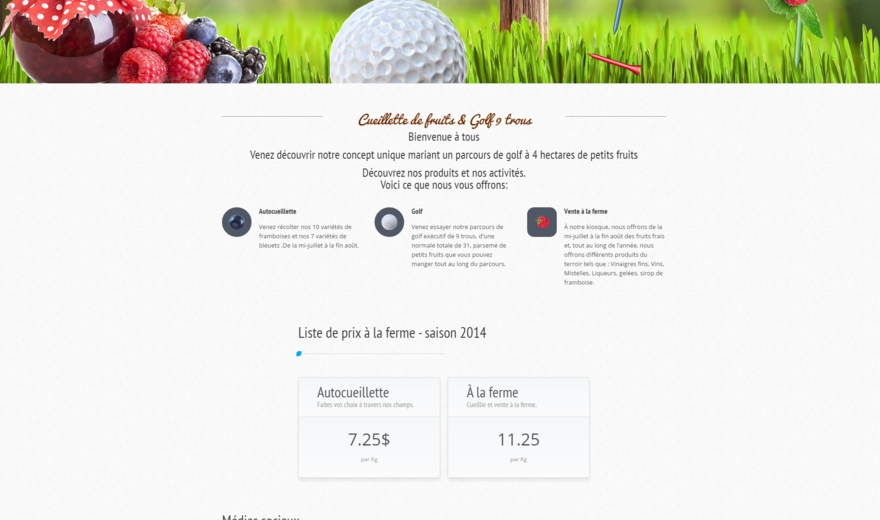 Cueillette de fruits & Golf 9 trous
Bienvenue à tous
Venez découvrir notre concept unique mariant un parcours de golf à 4 hectares de petits fruits
Découvrez nos produits et nos activités.
Voici ce que nous vous offrons:
Autocueillette
Venez récolter nos 10 variétés de
framboises et nos 7 variétés de
bleuets .De la mi-juillet à la fin août.
Golf
Venez essayer notre parcours de
golf exécutif de 9 trous, d'une
normale totale de 31, parsemé de
petits fruits que vous pouvez
manger tout au long du parcours.
Vente à la ferme
À notre kiosque, nous offrons de la
mi-juillet à la fin août des fruits frais
et, tout au long de l'année, nous
offrons différents produits du
terroir tels que : Vinaigres fins, Vins,
Mistelles, Liqueurs, gelées, sirop de
framboise.
Liste de prix à la ferme - saison 2014
Autocueillette
Faites vos choix à travers nos champs.
7.25$
par Kg
À la ferme
Cueillie et vente à la ferme.
11.25
par Kg
Médias sociaux